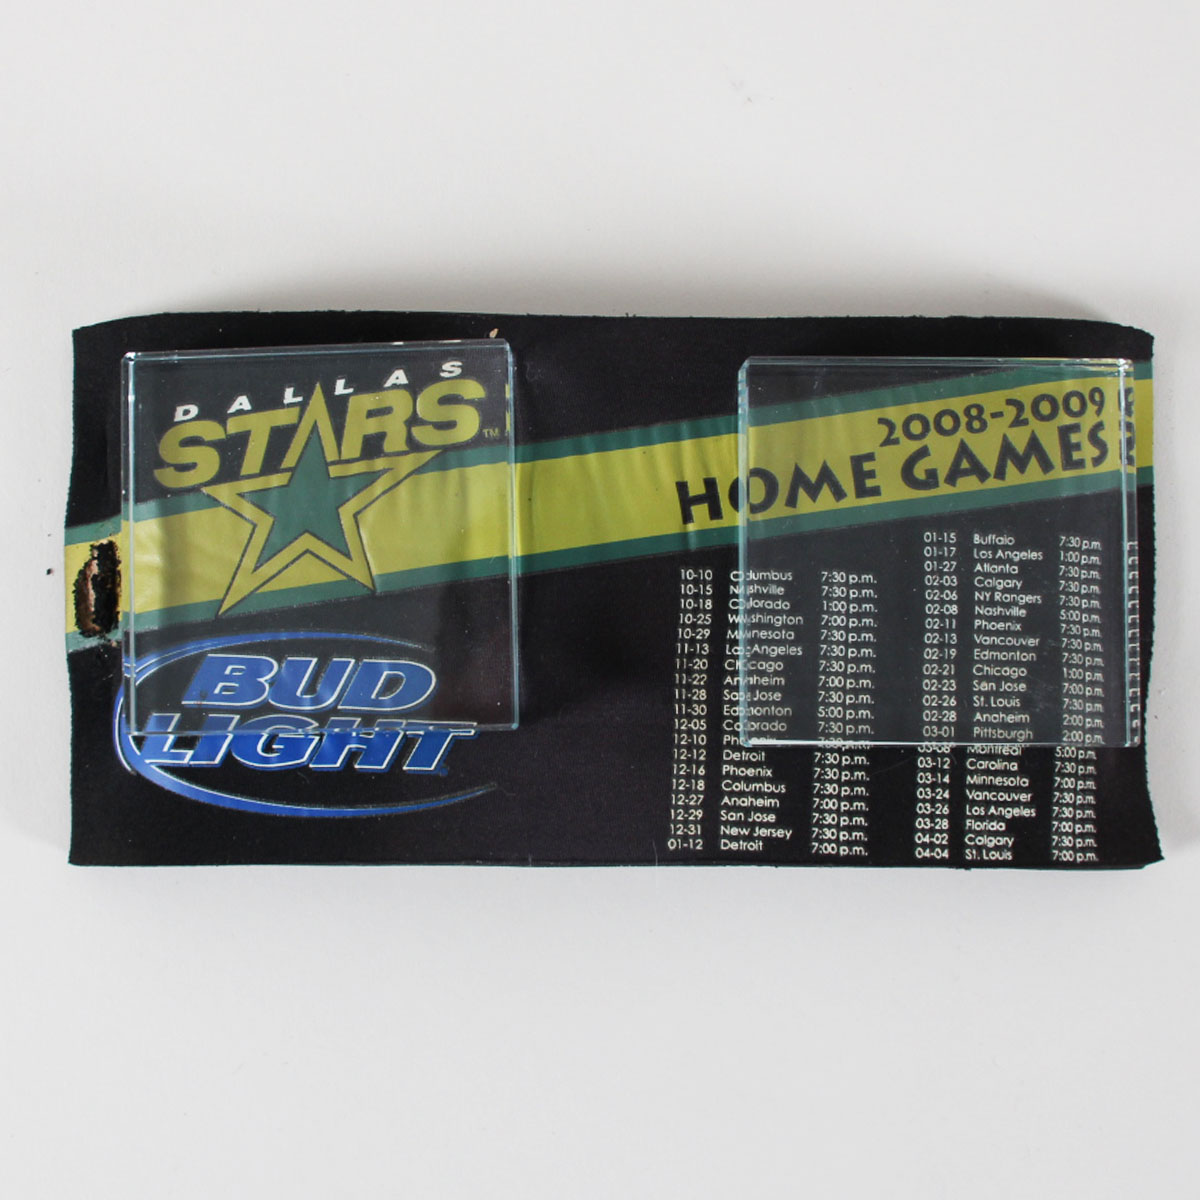 DALLAS
STARS
TM
BUD
LIGHT
2008-2009
HOME GAMES
10-10 Columbus 7:30 p.m.
10-15 Nashville 7:30 p.m.
10-18 Colorado 1:00 p.m.
10-25 Washington 7:00 p.m.
10-29 Minnesota 7:30 p.m.
11-13 Los Angeles 7:30 p.m.
11-20 Chicago 7:30 p.m.
11-22 Anaheim 7:00 p.m.
11-28 San Jose 7:30 p.m.
11-30 Edmonton 5:00 p.m.
12-05 Colorado 7:30 p.m.
12-10 Phoenix 7:30 p.m.
12-12 Detroit 7:30 p.m.
12-16 Phoenix 7:30 p.m.
12-18 Columbus 7:30 p.m.
12-27 Anaheim 7:00 p.m.
12-29 San Jose 7:30 p.m.
12-31 New Jersey 7:30 p.m.
01-12 Detroit 7:00 p.m.
01-15 Buffalo 7:30 p.m.
01-17 Los Angeles 1:00 p.m.
01-27 Atlanta 7:30 p.m.
02-03 Calgary 7:30 p.m.
02-06 NY Rangers 7:30 p.m.
02-08 Nashville 5:00 p.m.
02-11 Phoenix 7:30 p.m.
02-13 Vancouver 7:30 p.m.
02-19 Edmonton 7:30 p.m.
02-21 Chicago 1:00 p.m.
02-23 San Jose 7:00 p.m.
02-26 St. Louis 7:30 p.m.
02-28 Anaheim 2:00 p.m.
03-01 Pittsburgh 2:00 p.m.
03-08 Montreal 5:00 p.m.
03-12 Carolina 7:30 p.m.
03-14 Minnesota 7:00 p.m.
03-24 Vancouver 7:30 p.m.
03-26 Los Angeles 7:30 p.m.
03-28 Florida 7:00 p.m.
04-02 Calgary 7:30 p.m.
04-04 St. Louis 7:00 p.m.